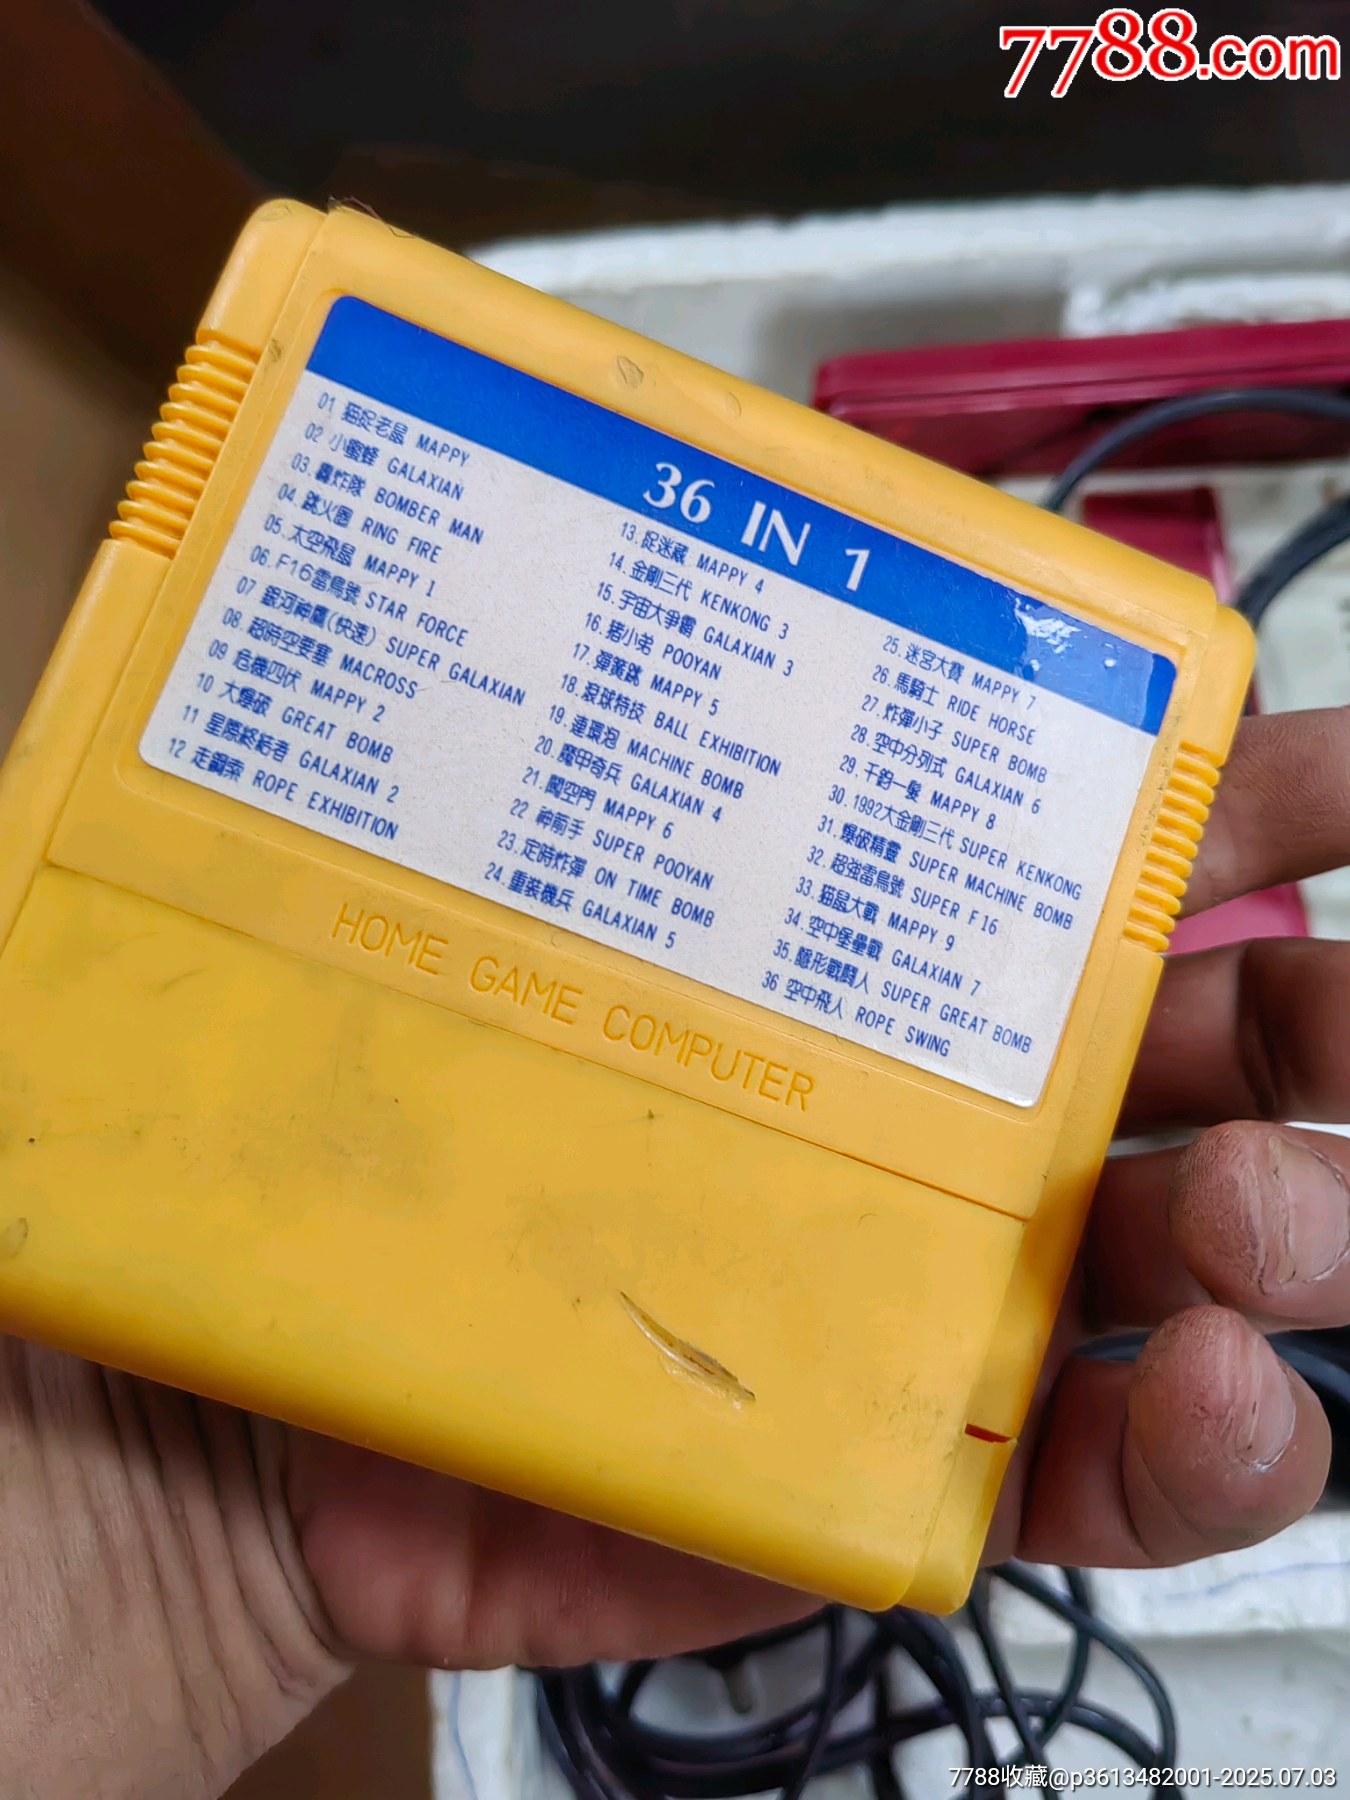 7788.com
36 IN 1
01 猫捉老鼠 MAPPY
02 小蜜蜂 GALAXIAN
03. 轟炸隊 BOMBER MAN
04. 跳火圈 RING FIRE
05. 太空飛鼠 MAPPY 1
06. F16雷鳥號 STAR FORCE
07 銀河神鷹(快速) SUPER GALAXIAN
08. 超時空要塞 MACROSS
09 危機四伏 MAPPY 2
10 大爆破 GREAT BOMB
11 星際終結者 GALAXIAN 2
12 走鋼索 ROPE EXHIBITION
13. 捉迷藏 MAPPY 4
14. 金剛三代 KENKONG 3
15. 宇宙大爭霸 GALAXIAN 3
16. 猪小弟 POOYAN
17. 彈簧跳 MAPPY 5
18. 滾球特技 BALL EXHIBITION
19. 連環泡 MACHINE BOMB
20. 魔甲奇兵 GALAXIAN 4
21. 闖空門 MAPPY 6
22 神箭手 SUPER POOYAN
23. 定時炸彈 ON TIME BOMB
24. 重裝機兵 GALAXIAN 5
25. 迷宮大賽 MAPPY 7
26. 馬騎士 RIDE HORSE
27. 炸彈小子 SUPER BOMB
28. 空中分列式 GALAXIAN 6
29. 千鈞一髮 MAPPY 8
30. 1992大金剛三代 SUPER KENKONG
31. 爆破精靈 SUPER MACHINE BOMB
32. 超強雷鳥號 SUPER F16
33. 猫鼠大戰 MAPPY 9
34. 空中堡壘戰 GALAXIAN 7
35. 隱形戰鬪人 SUPER GREAT BOMB
36 空中飛人 ROPE SWING
HOME GAME COMPUTER
7788收藏@p3613482001-2025.07.03